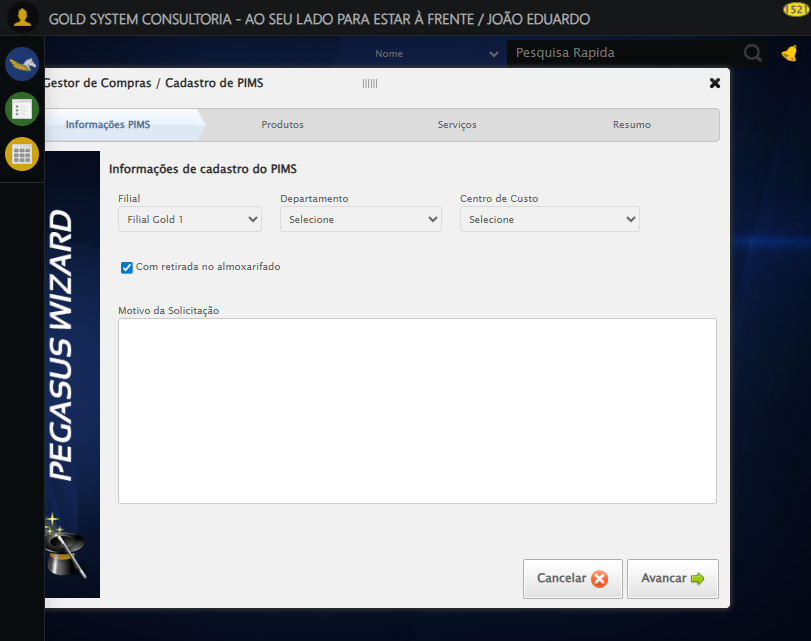 GOLD SYSTEM CONSULTORIA - AO SEU LADO PARA ESTAR À FRENTE / JOÃO EDUARDO
1521
Nome
Pesquisa Rapida
Gestor de Compras / Cadastro de PIMS
Informações PIMS
Produtos
Serviços
Resumo
PEGASUS WIZARD
Informações de cadastro do PIMS
Filial
Departamento
Centro de Custo
Filial Gold 1
Selecione
Selecione
Com retirada no almoxarifado
Motivo da Solicitação
Cancelar
Avancar